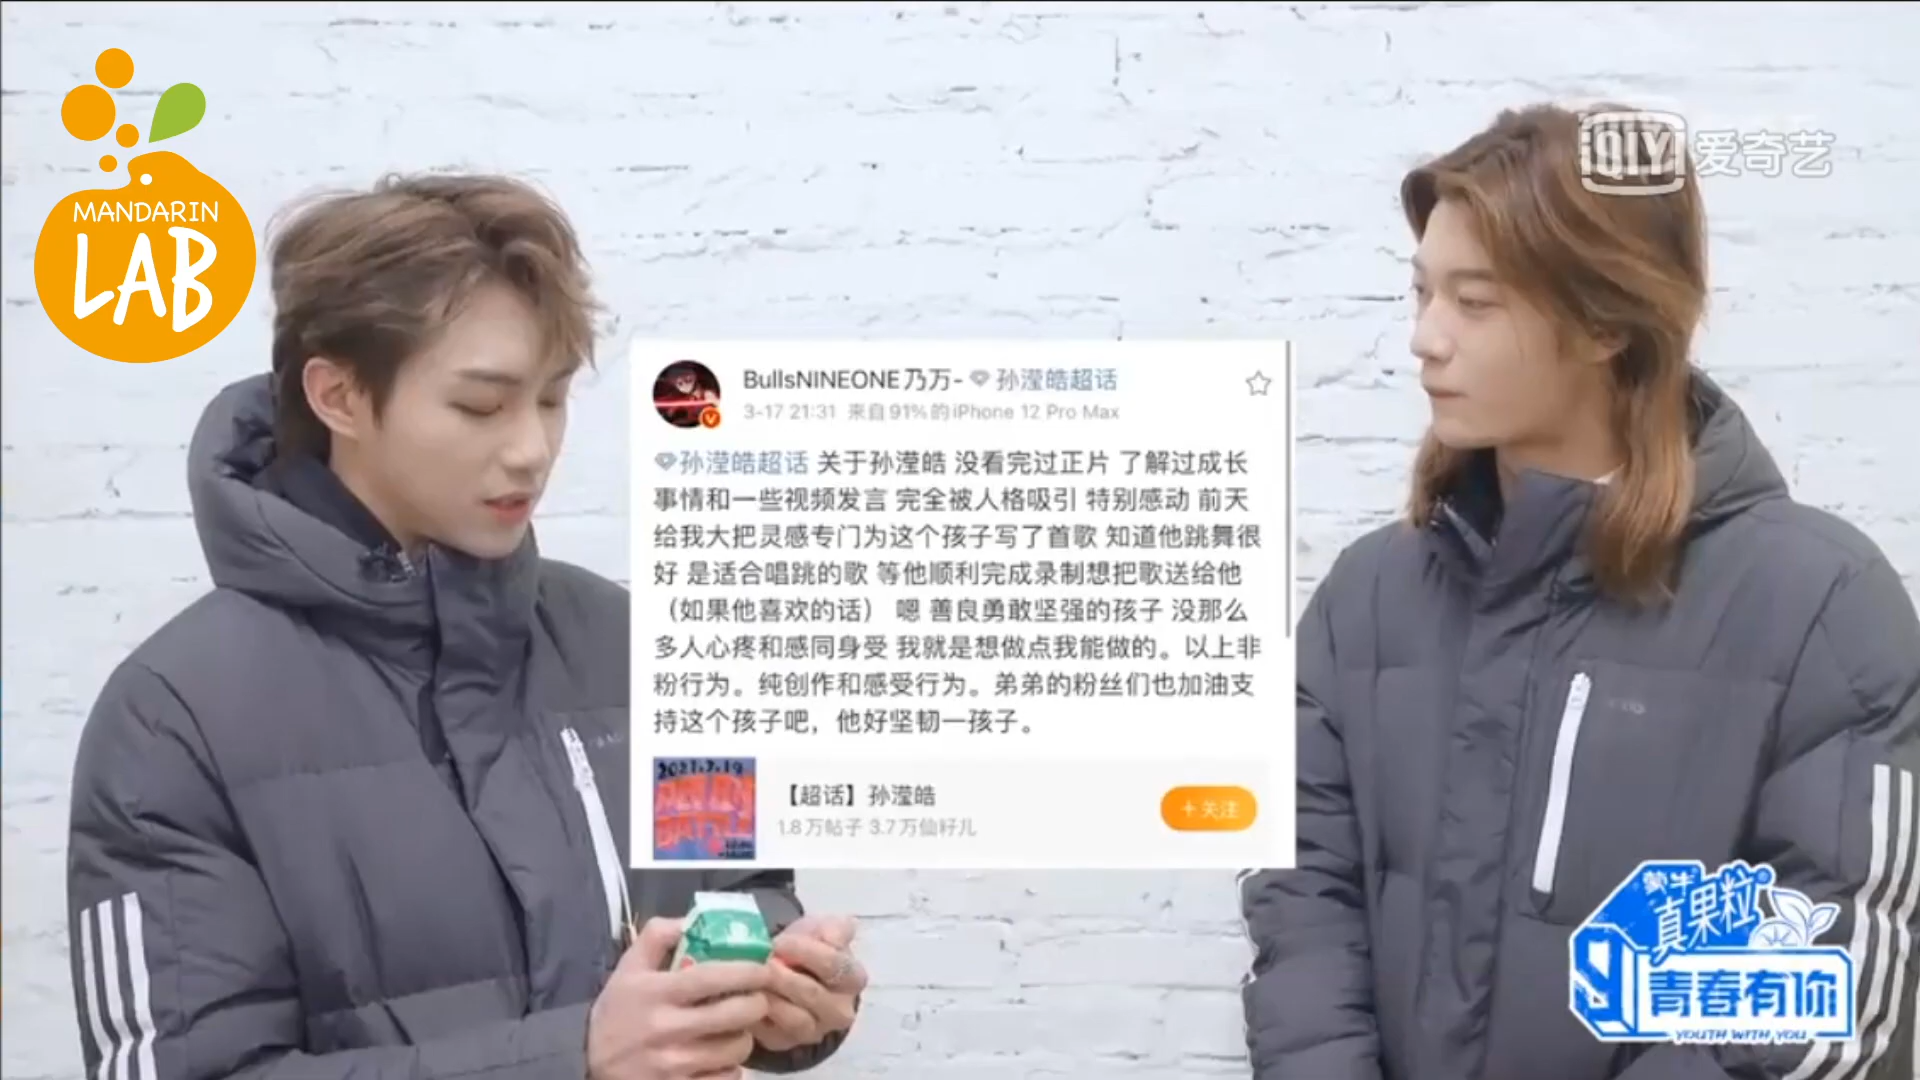 MANDARIN
LAB
QIYI 爱奇艺
BullsNINEONE乃万- 孙滢皓超话
3-17 21:31 来自91%的iPhone 12 Pro Max
孙滢皓超话 关于孙滢皓 没看完过正片 了解过成长
事情和一些视频发言 完全被人格吸引 特别感动 前天
给我大把灵感专门为这个孩子写了首歌 知道他跳舞很
好 是适合唱跳的歌 等他顺利完成录制想把歌送给他
（如果他喜欢的话） 嗯 善良勇敢坚强的孩子 没那么
多人心疼和感同身受 我就是想做点我能做的。以上非
粉行为。纯创作和感受行为。弟弟的粉丝们也加油支
持这个孩子吧，他好坚韧一孩子。
2021.2.18
【超话】孙滢皓
1.8万帖子 3.7万仙籽儿
+关注
蒙牛
真果粒
青春有你
YOUTH WITH YOU